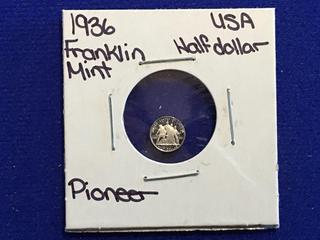 1936 USA
Franklin Half dollar
Mint
Pioneer